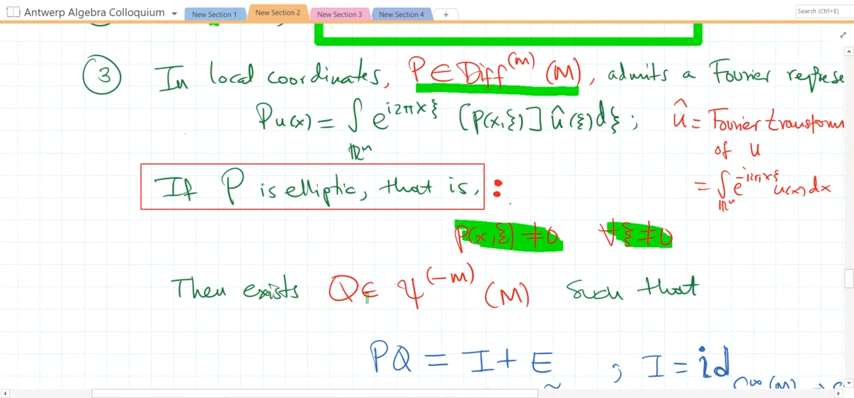 Antwerp Algebra Colloquium
New Section 1
New Section 2
New Section 3
New Section 4
+
Search (Ctrl+E)
③ In local coordinates, P ∈ Diff^(m) (M), admits a Fourier represe
Pu(x) = ∫_ℝⁿ e^{i2πxξ} [P(x,ξ)] û(ξ)dξ ; û = Fourier transform
of u
= ∫_ℝⁿ e^{-i2πxξ} u(x)dx
If P is elliptic, that is, :
P(x,ξ) ≠ 0 ∀ξ ≠ 0
Then exists Q ∈ Ψ^(-m) (M) such that
PQ = I + E ; I = id